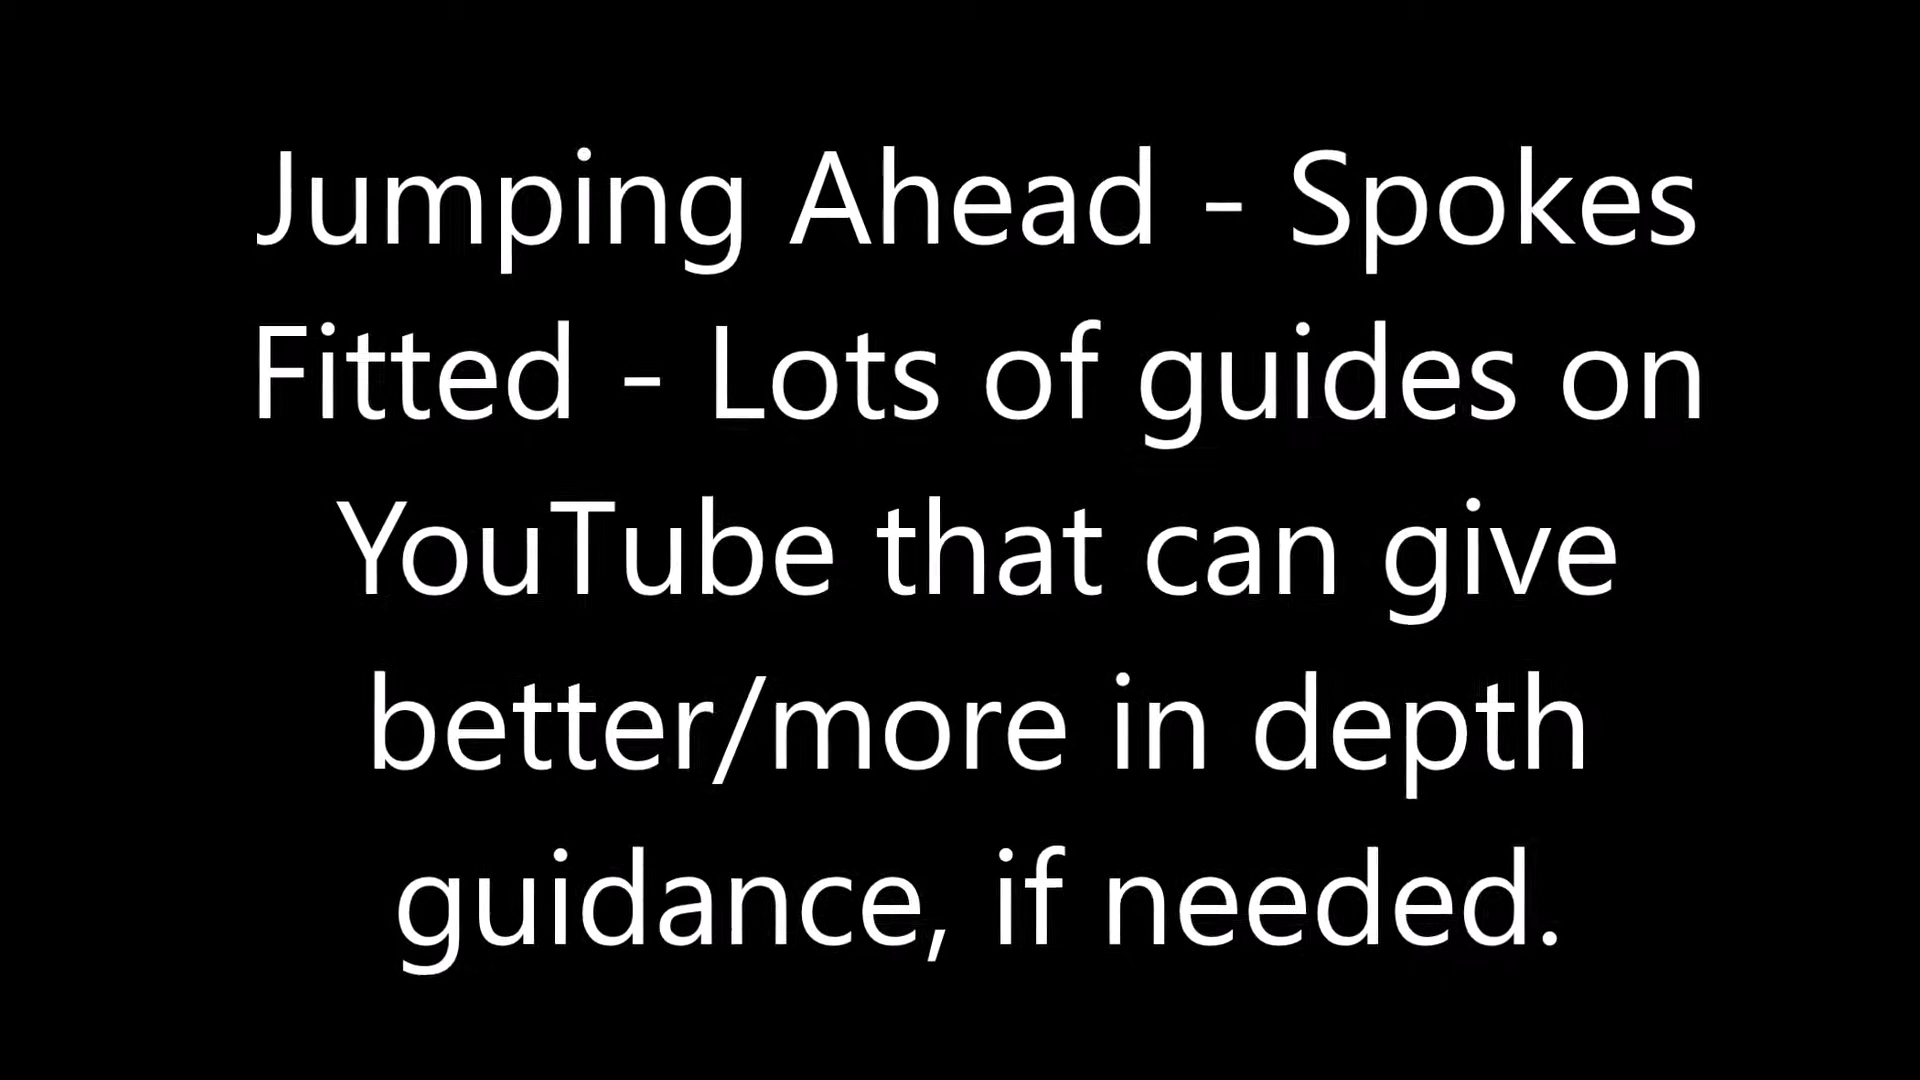 Jumping Ahead - Spokes
Fitted - Lots of guides on
YouTube that can give
better/more in depth
guidance, if needed.